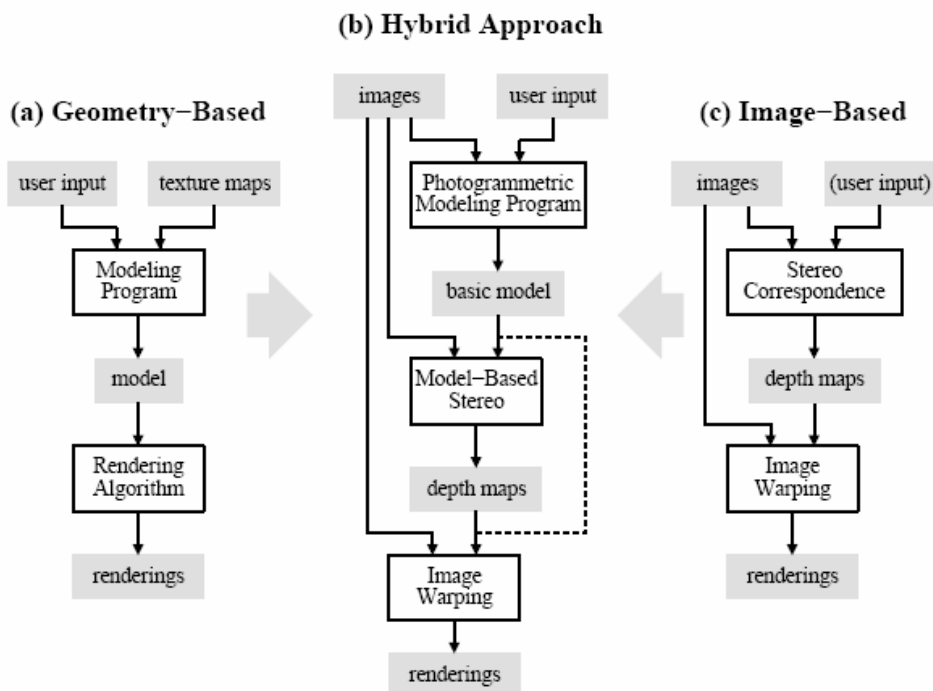 (b) Hybrid Approach
images
user input
Photogrammetric
Modeling Program
basic model
Model−Based
Stereo
depth maps
Image
Warping
renderings
(a) Geometry−Based
user input
texture maps
Modeling
Program
model
Rendering
Algorithm
renderings
(c) Image−Based
images
(user input)
Stereo
Correspondence
depth maps
Image
Warping
renderings